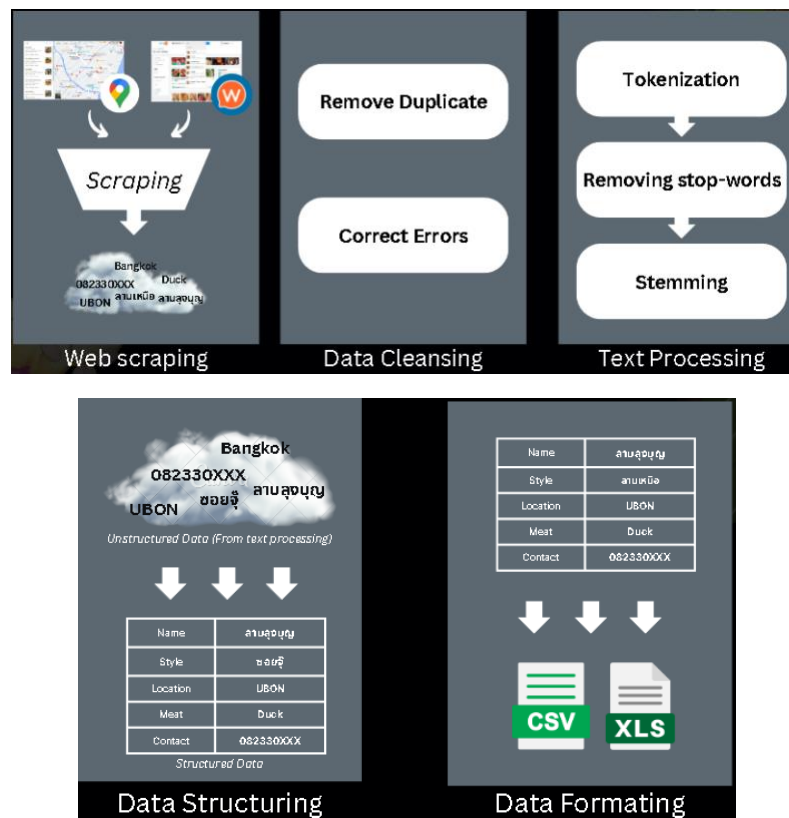 Scraping
Bangkok
082330XXX Duck
UBON ลาบเหนือ ลาบลุงบุญ
Web scraping
Remove Duplicate
Correct Errors
Data Cleansing
Tokenization
Removing stop-words
Stemming
Text Processing
Bangkok
082330XXX
UBON ซอยจุ๊ ลาบลุงบุญ
Unstructured Data (From text processing)
Name ลาบลุงบุญ
Style ซอยจุ๊
Location UBON
Meat Duck
Contact 082330XXX
Structured Data
Data Structuring
Name ลาบลุงบุญ
Style ลาบเหนือ
Location UBON
Meat Duck
Contact 082330XXX
CSV
XLS
Data Formating